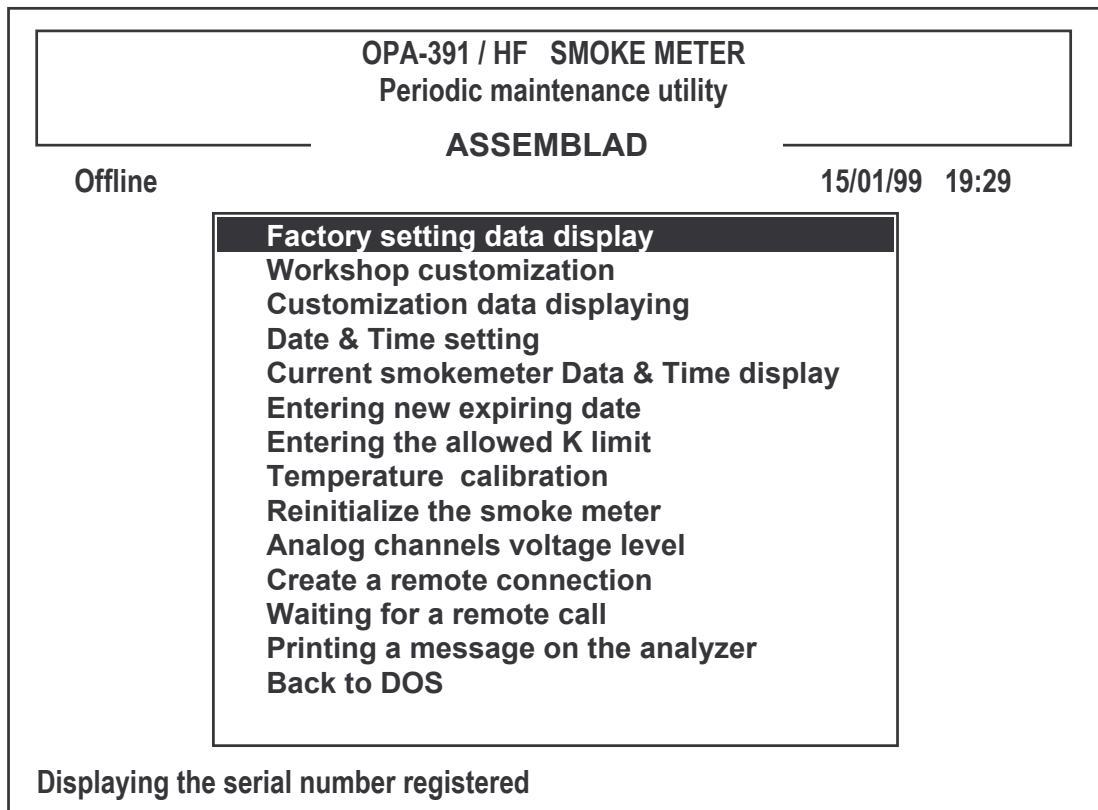 OPA-391 / HF SMOKE METER
Periodic maintenance utility
ASSEMBLAD
Offline 15/01/99 19:29
Factory setting data display
Workshop customization
Customization data displaying
Date & Time setting
Current smokemeter Data & Time display
Entering new expiring date
Entering the allowed K limit
Temperature calibration
Reinitialize the smoke meter
Analog channels voltage level
Create a remote connection
Waiting for a remote call
Printing a message on the analyzer
Back to DOS
Displaying the serial number registered